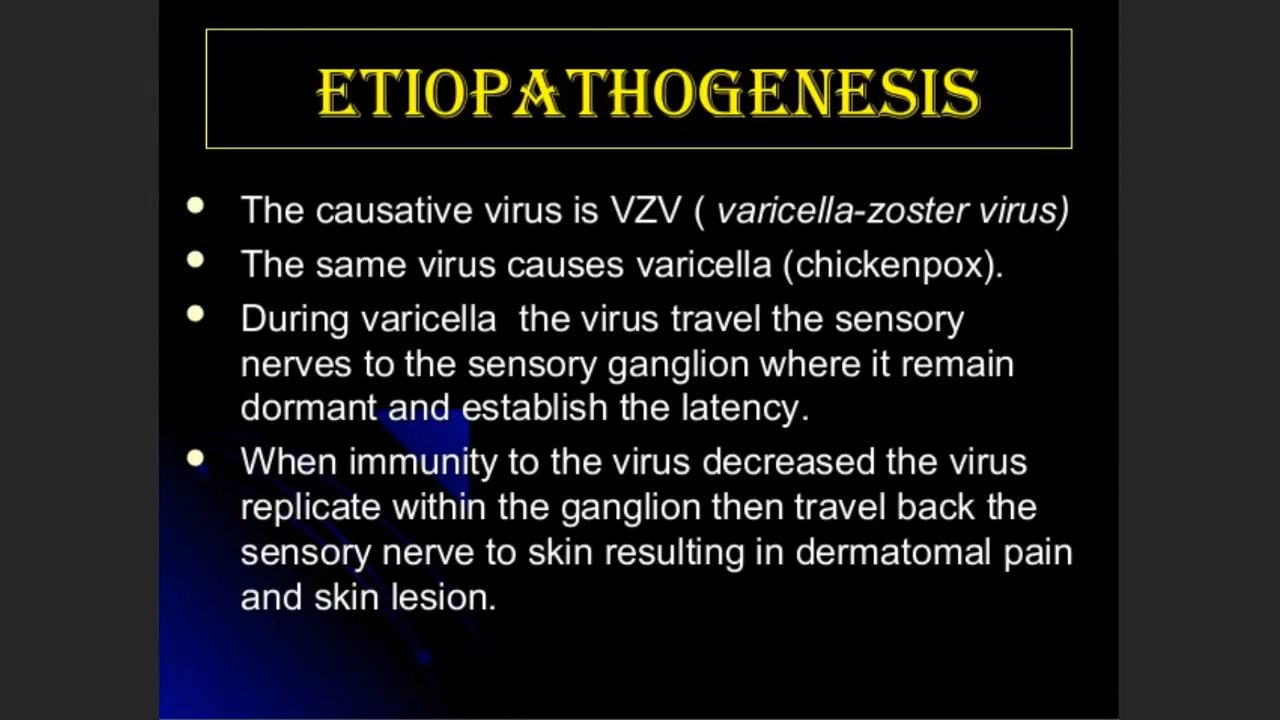 ETIOPATHOGENESIS
The causative virus is VZV ( varicella-zoster virus)
The same virus causes varicella (chickenpox).
During varicella  the virus travel the sensory
nerves to the sensory ganglion where it remain
dormant and establish the latency.
When immunity to the virus decreased the virus
replicate within the ganglion then travel back the
sensory nerve to skin resulting in dermatomal pain
and skin lesion.